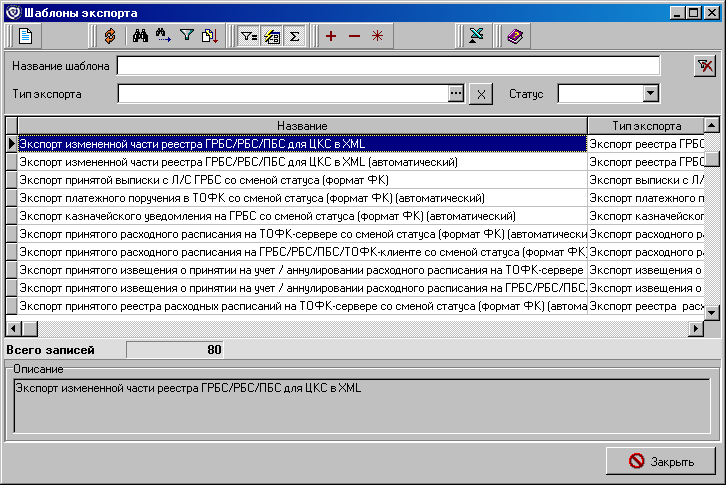 Шаблоны экспорта
Название шаблона
Тип экспорта
Статус
Название Тип экспорта
Экспорт измененной части реестра ГРБС/РБС/ПБС для ЦКС в XML Экспорт реестра ГРБС
Экспорт измененной части реестра ГРБС/РБС/ПБС для ЦКС в XML (автоматический) Экспорт реестра ГРБС
Экспорт принятой выписки с Л/С ГРБС со сменой статуса (формат ФК) Экспорт выписки с Л/
Экспорт платежного поручения в ТОФК со сменой статуса (формат ФК) (автоматический) Экспорт платежного п
Экспорт казначейского уведомления на ГРБС со сменой статуса (формат ФК) (автоматический) Экспорт казначейског
Экспорт принятого расходного расписания на ТОФК-сервере со сменой статуса (формат ФК) (автоматически Экспорт расходного ра
Экспорт принятого расходного расписания на ГРБС/РБС/ПБС/ТОФК-клиенте со сменой статуса (формат ФК) Экспорт расходного ра
Экспорт принятого извещения о принятии на учет / аннулировании расходного расписания на ТОФК-сервере Экспорт извещения о
Экспорт принятого извещения о принятии на учет / аннулировании расходного расписания на ГРБС/РБС/ПБС/ Экспорт извещения о
Экспорт принятого реестра расходных расписаний на ТОФК-сервере со сменой статуса (формат ФК) (автома Экспорт реестра расх
Всего записей 80
Описание
Экспорт измененной части реестра ГРБС/РБС/ПБС для ЦКС в XML
Закрыть